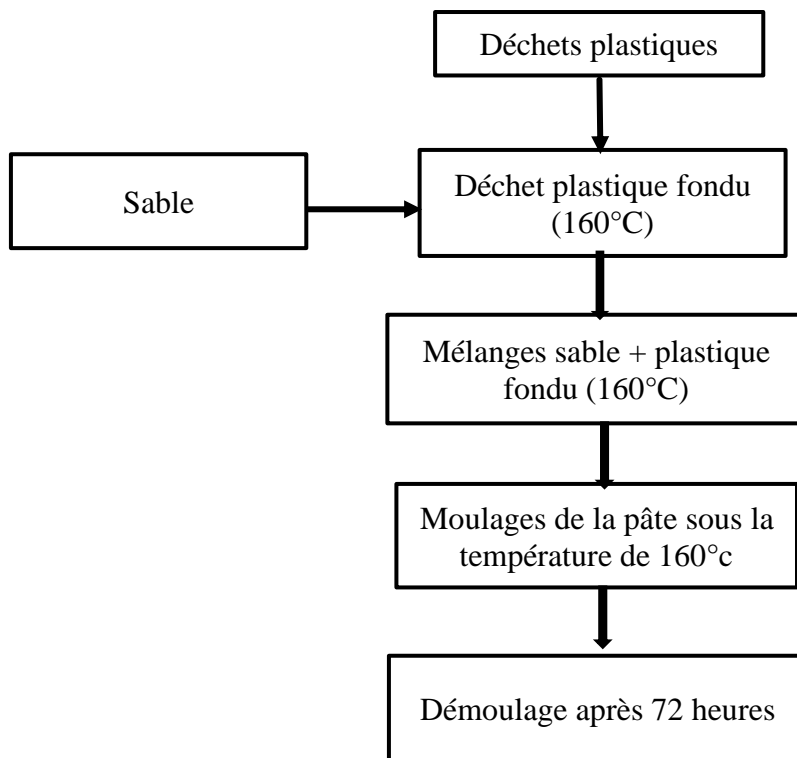 Déchets plastiques
Sable
Déchet plastique fondu
(160°C)
Mélanges sable + plastique
fondu (160°C)
Moulages de la pâte sous la
température de 160°c
Démoulage après 72 heures